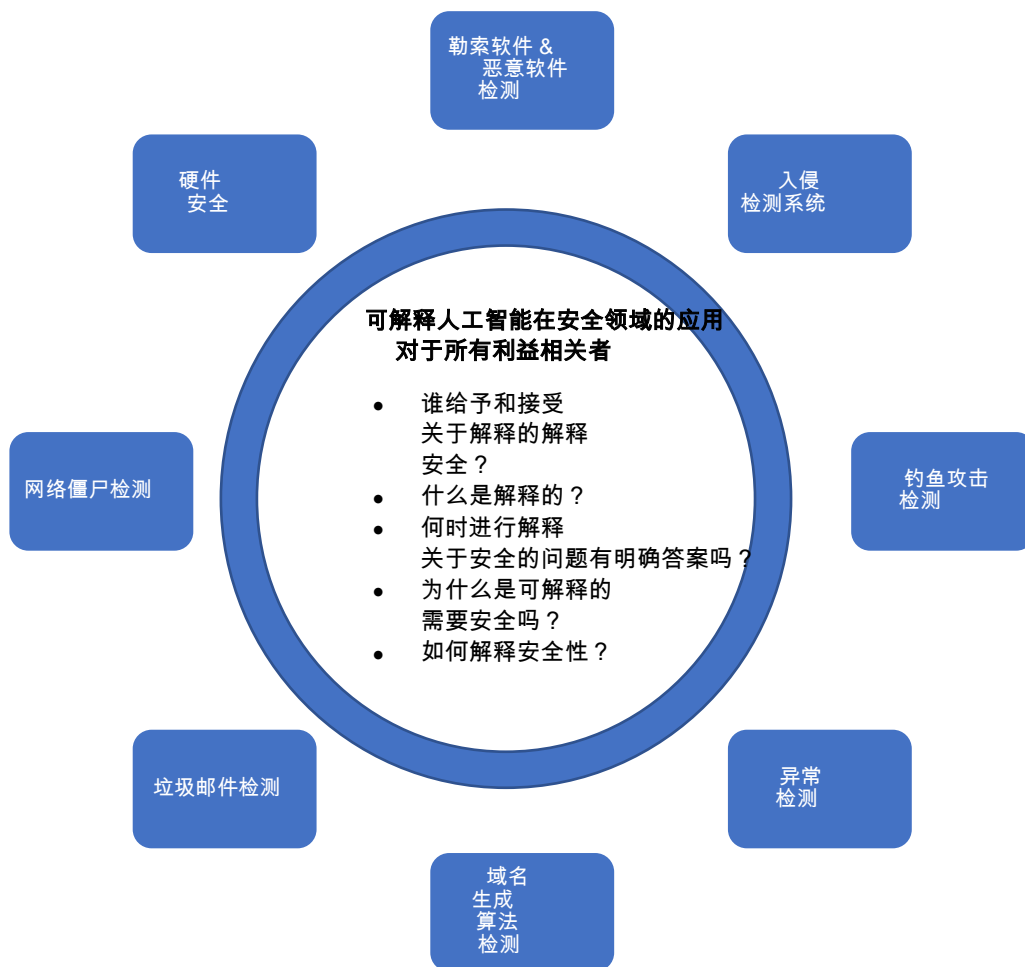 勒索软件 &
恶意软件
检测
硬件
安全
入侵
检测系统
可解释人工智能在安全领域的应用
对于所有利益相关者
• 谁给予和接受
关于解释的解释
安全？
• 什么是解释的？
• 何时进行解释
关于安全的问题有明确答案吗？
• 为什么是可解释的
需要安全吗？
• 如何解释安全性？
网络僵尸检测
钓鱼攻击
检测
垃圾邮件检测
异常
检测
域名
生成
算法
检测